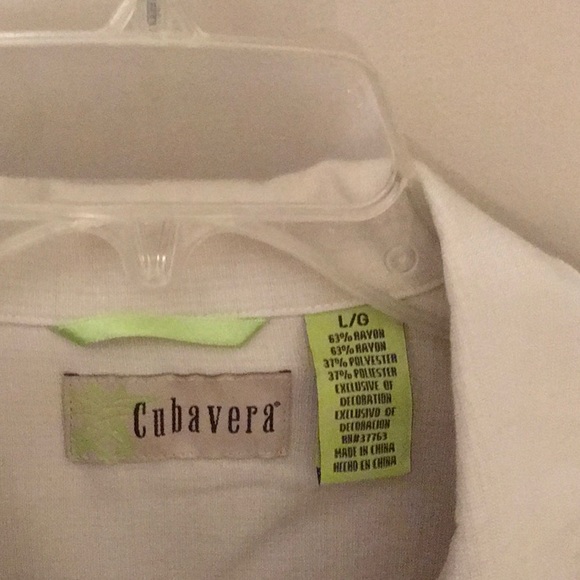 Cubavera®
L/G
63% RAYON
63% RAYON
37% POLYESTER
37% POLIESTER
EXCLUSIVE OF
DECORATION
EXCLUSIVO DE
DECORACION
RN#37763
MADE IN CHINA
HECHO EN CHINA